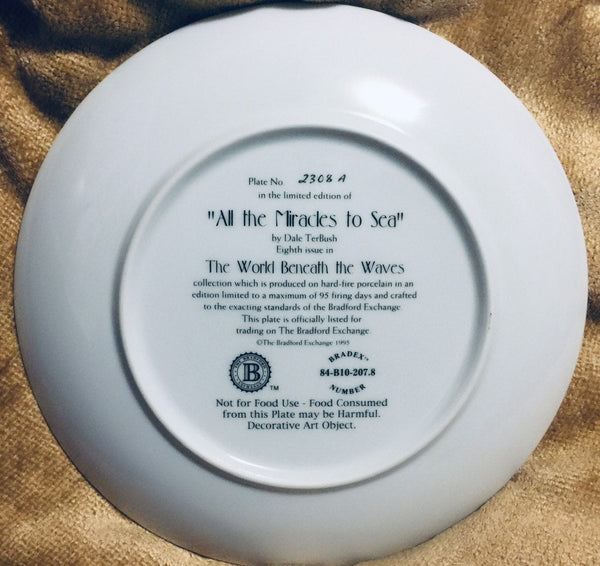 Plate No. 2308 A
in the limited edition of
"All the Miracles to Sea"
by Dale TerBush
Eighth issue in
The World Beneath the Waves
collection which is produced on hard-fire porcelain in an
edition limited to a maximum of 95 firing days and crafted
to the exacting standards of the Bradford Exchange.
This plate is officially listed for
trading on The Bradford Exchange.
©The Bradford Exchange 1995
THE BRADFORD EXCHANGE
B
TM
BRADEX™
84-B10-207.8
NUMBER
Not for Food Use - Food Consumed
from this Plate may be Harmful.
Decorative Art Object.